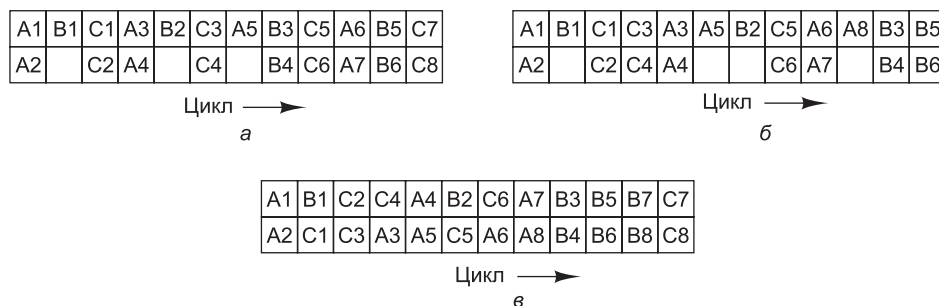 A1 B1 C1 A3 B2 C3 A5 B3 C5 A6 B5 C7
A2 C2 A4 C4 B4 C6 A7 B6 C8
Цикл
а
A1 B1 C1 C3 A3 A5 B2 C5 A6 A8 B3 B5
A2 C2 C4 A4 C6 A7 B4 B6
Цикл
б
A1 B1 C2 C4 A4 B2 C6 A7 B3 B5 B7 C7
A2 C1 C3 A3 A5 C5 A6 A8 B4 B6 B8 C8
Цикл
в